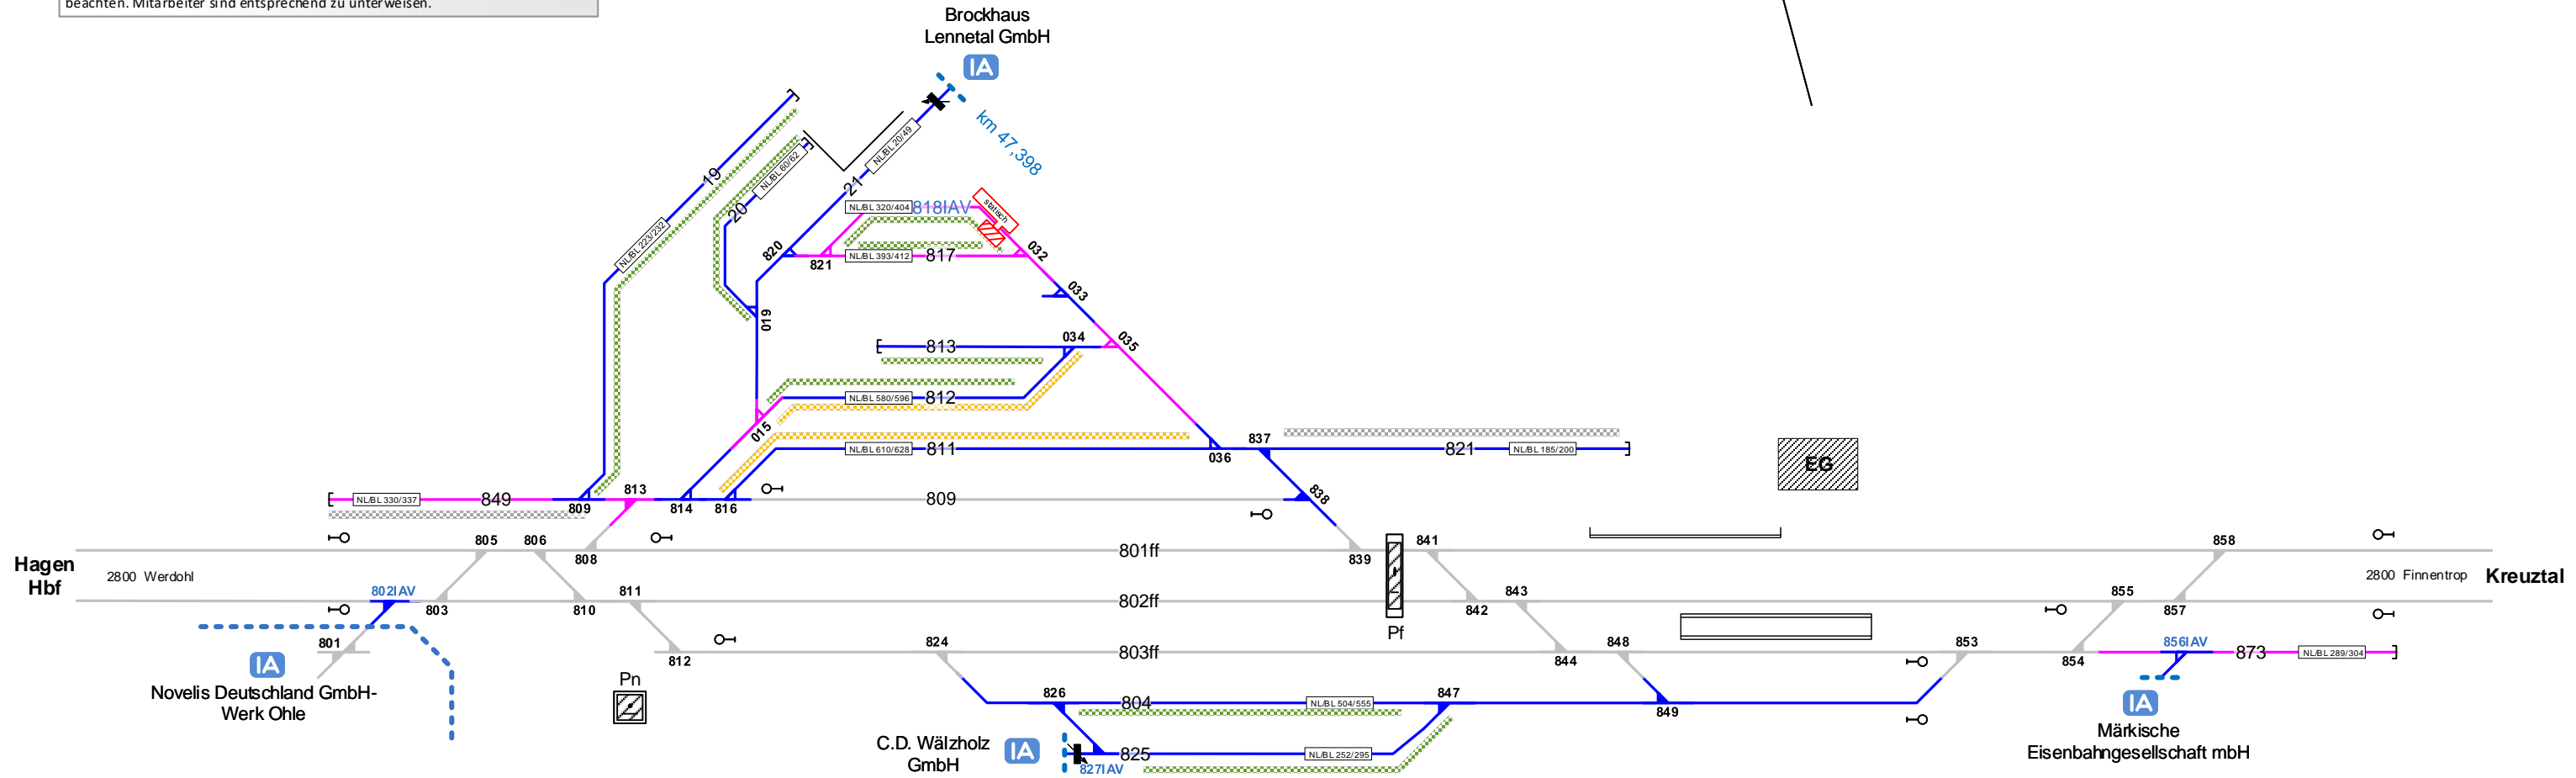 beachten. Mitarbeiter sind entsprechend zu unterweisen.
Brockhaus
Lennetal GmbH
IA
km 47,398
19
NL/BL 223/232
20
NL/BL 60/62
21
NL/BL 20/49
NL/BL 320/404
818IAV
statisch
820
821
NL/BL 393/412
817
032
033
019
813
034
035
NL/BL 580/596
812
015
NL/BL 610/628
811
036
837
821
NL/BL 185/200
EG
NL/BL 330/337
849
809
813
814
816
809
838
805
806
808
801ff
839
841
858
Hagen
Hbf
2800 Werdohl
2800 Finnentrop
Kreuztal
802IAV
803
810
811
802ff
842
843
855
857
801
812
824
803ff
Pf
844
848
853
854
856IAV
873
NL/BL 289/304
IA
Novelis Deutschland GmbH-
Werk Ohle
Pn
826
804
NL/BL 504/555
847
849
IA
Märkische
Eisenbahngesellschaft mbH
C.D. Wälzholz
GmbH
IA
827IAV
825
NL/BL 252/295